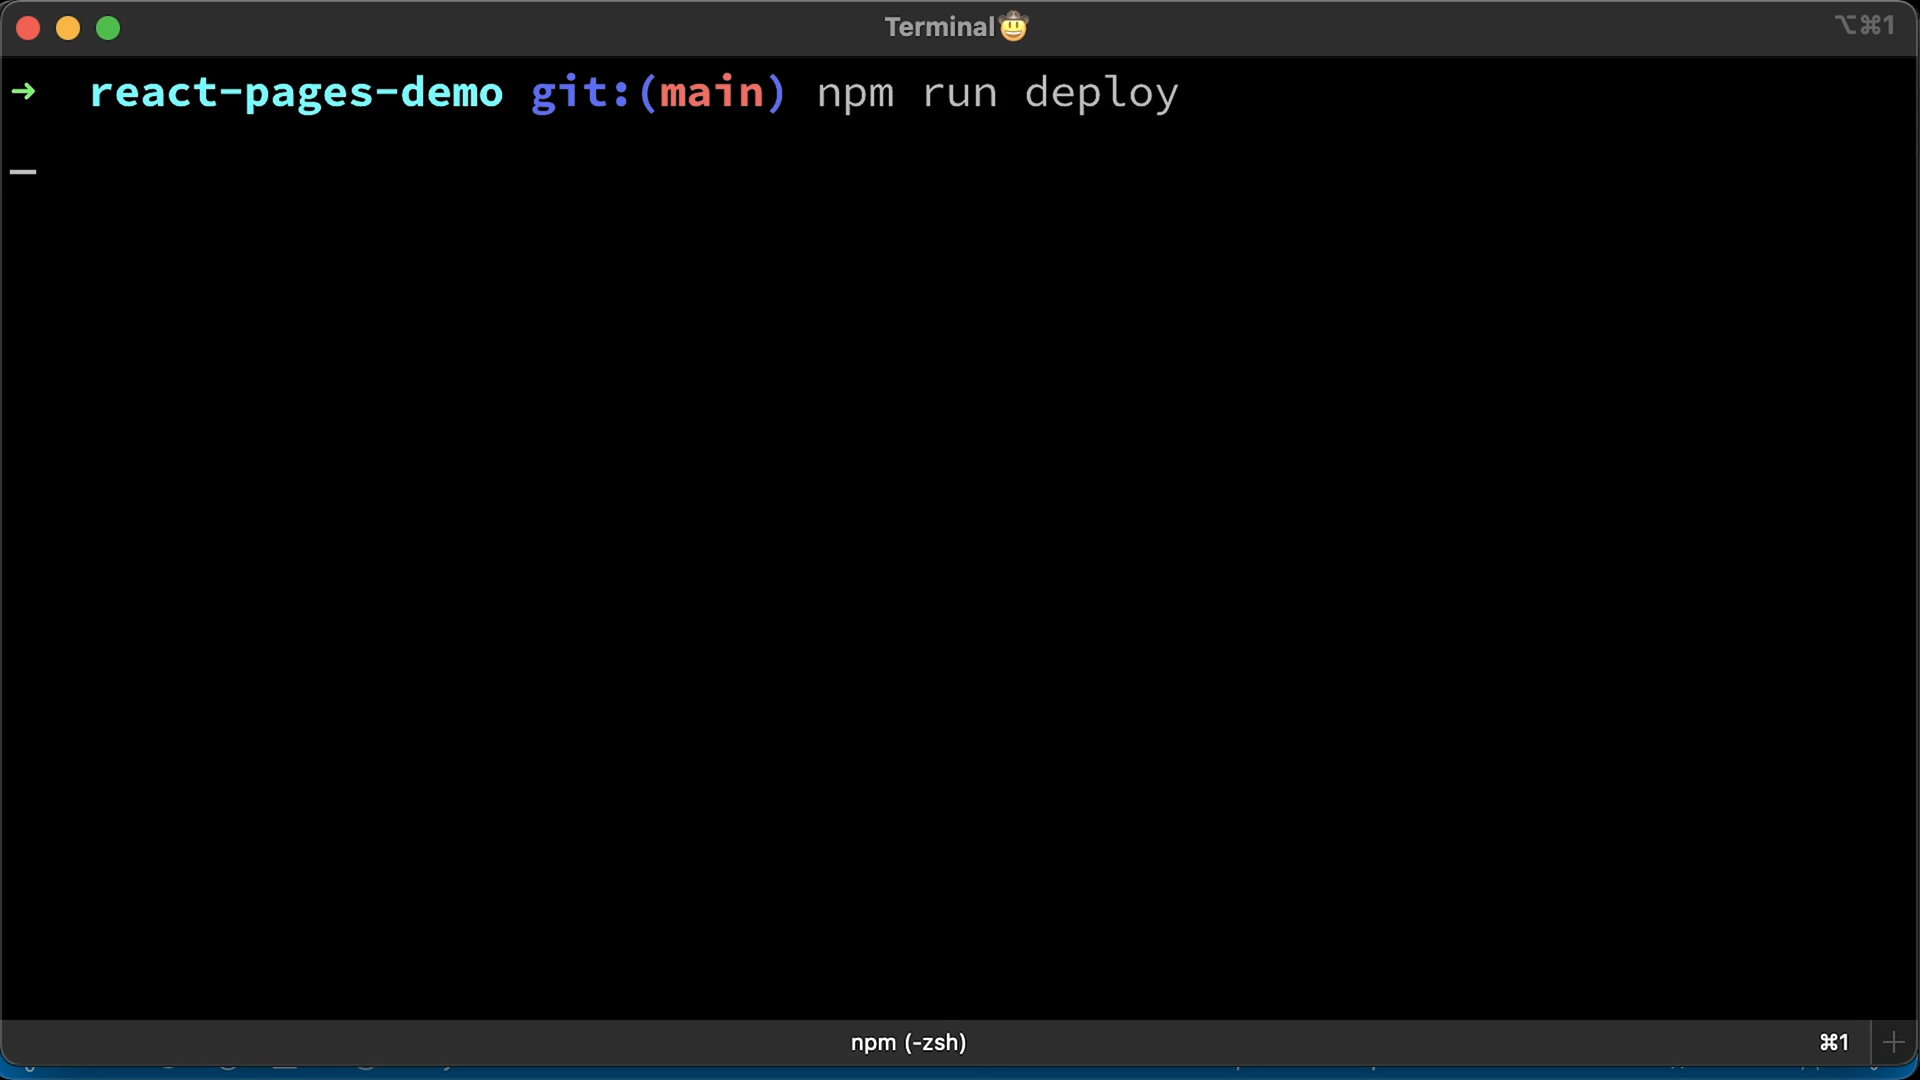 Terminal🤠 ⌥⌘1
➜ react-pages-demo git:(main) npm run deploy
npm (-zsh) ⌘1 +